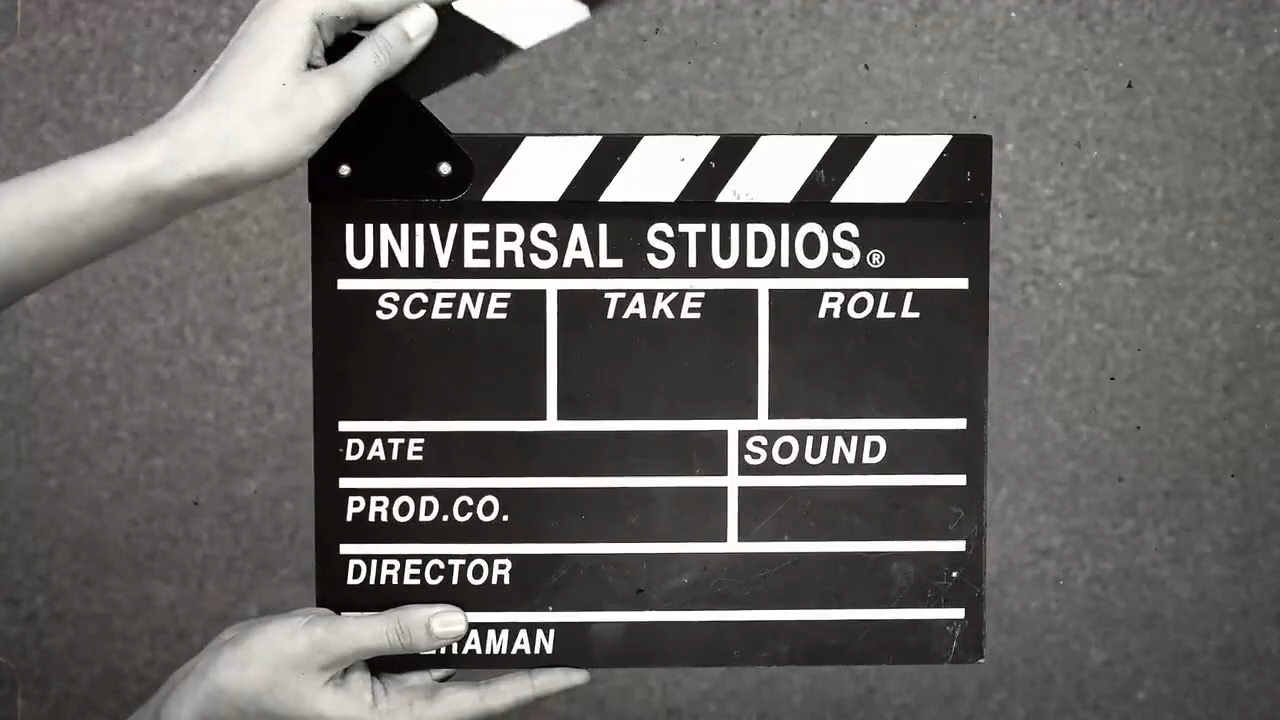 UNIVERSAL STUDIOS®
SCENE TAKE ROLL
DATE SOUND
PROD.CO.
DIRECTOR